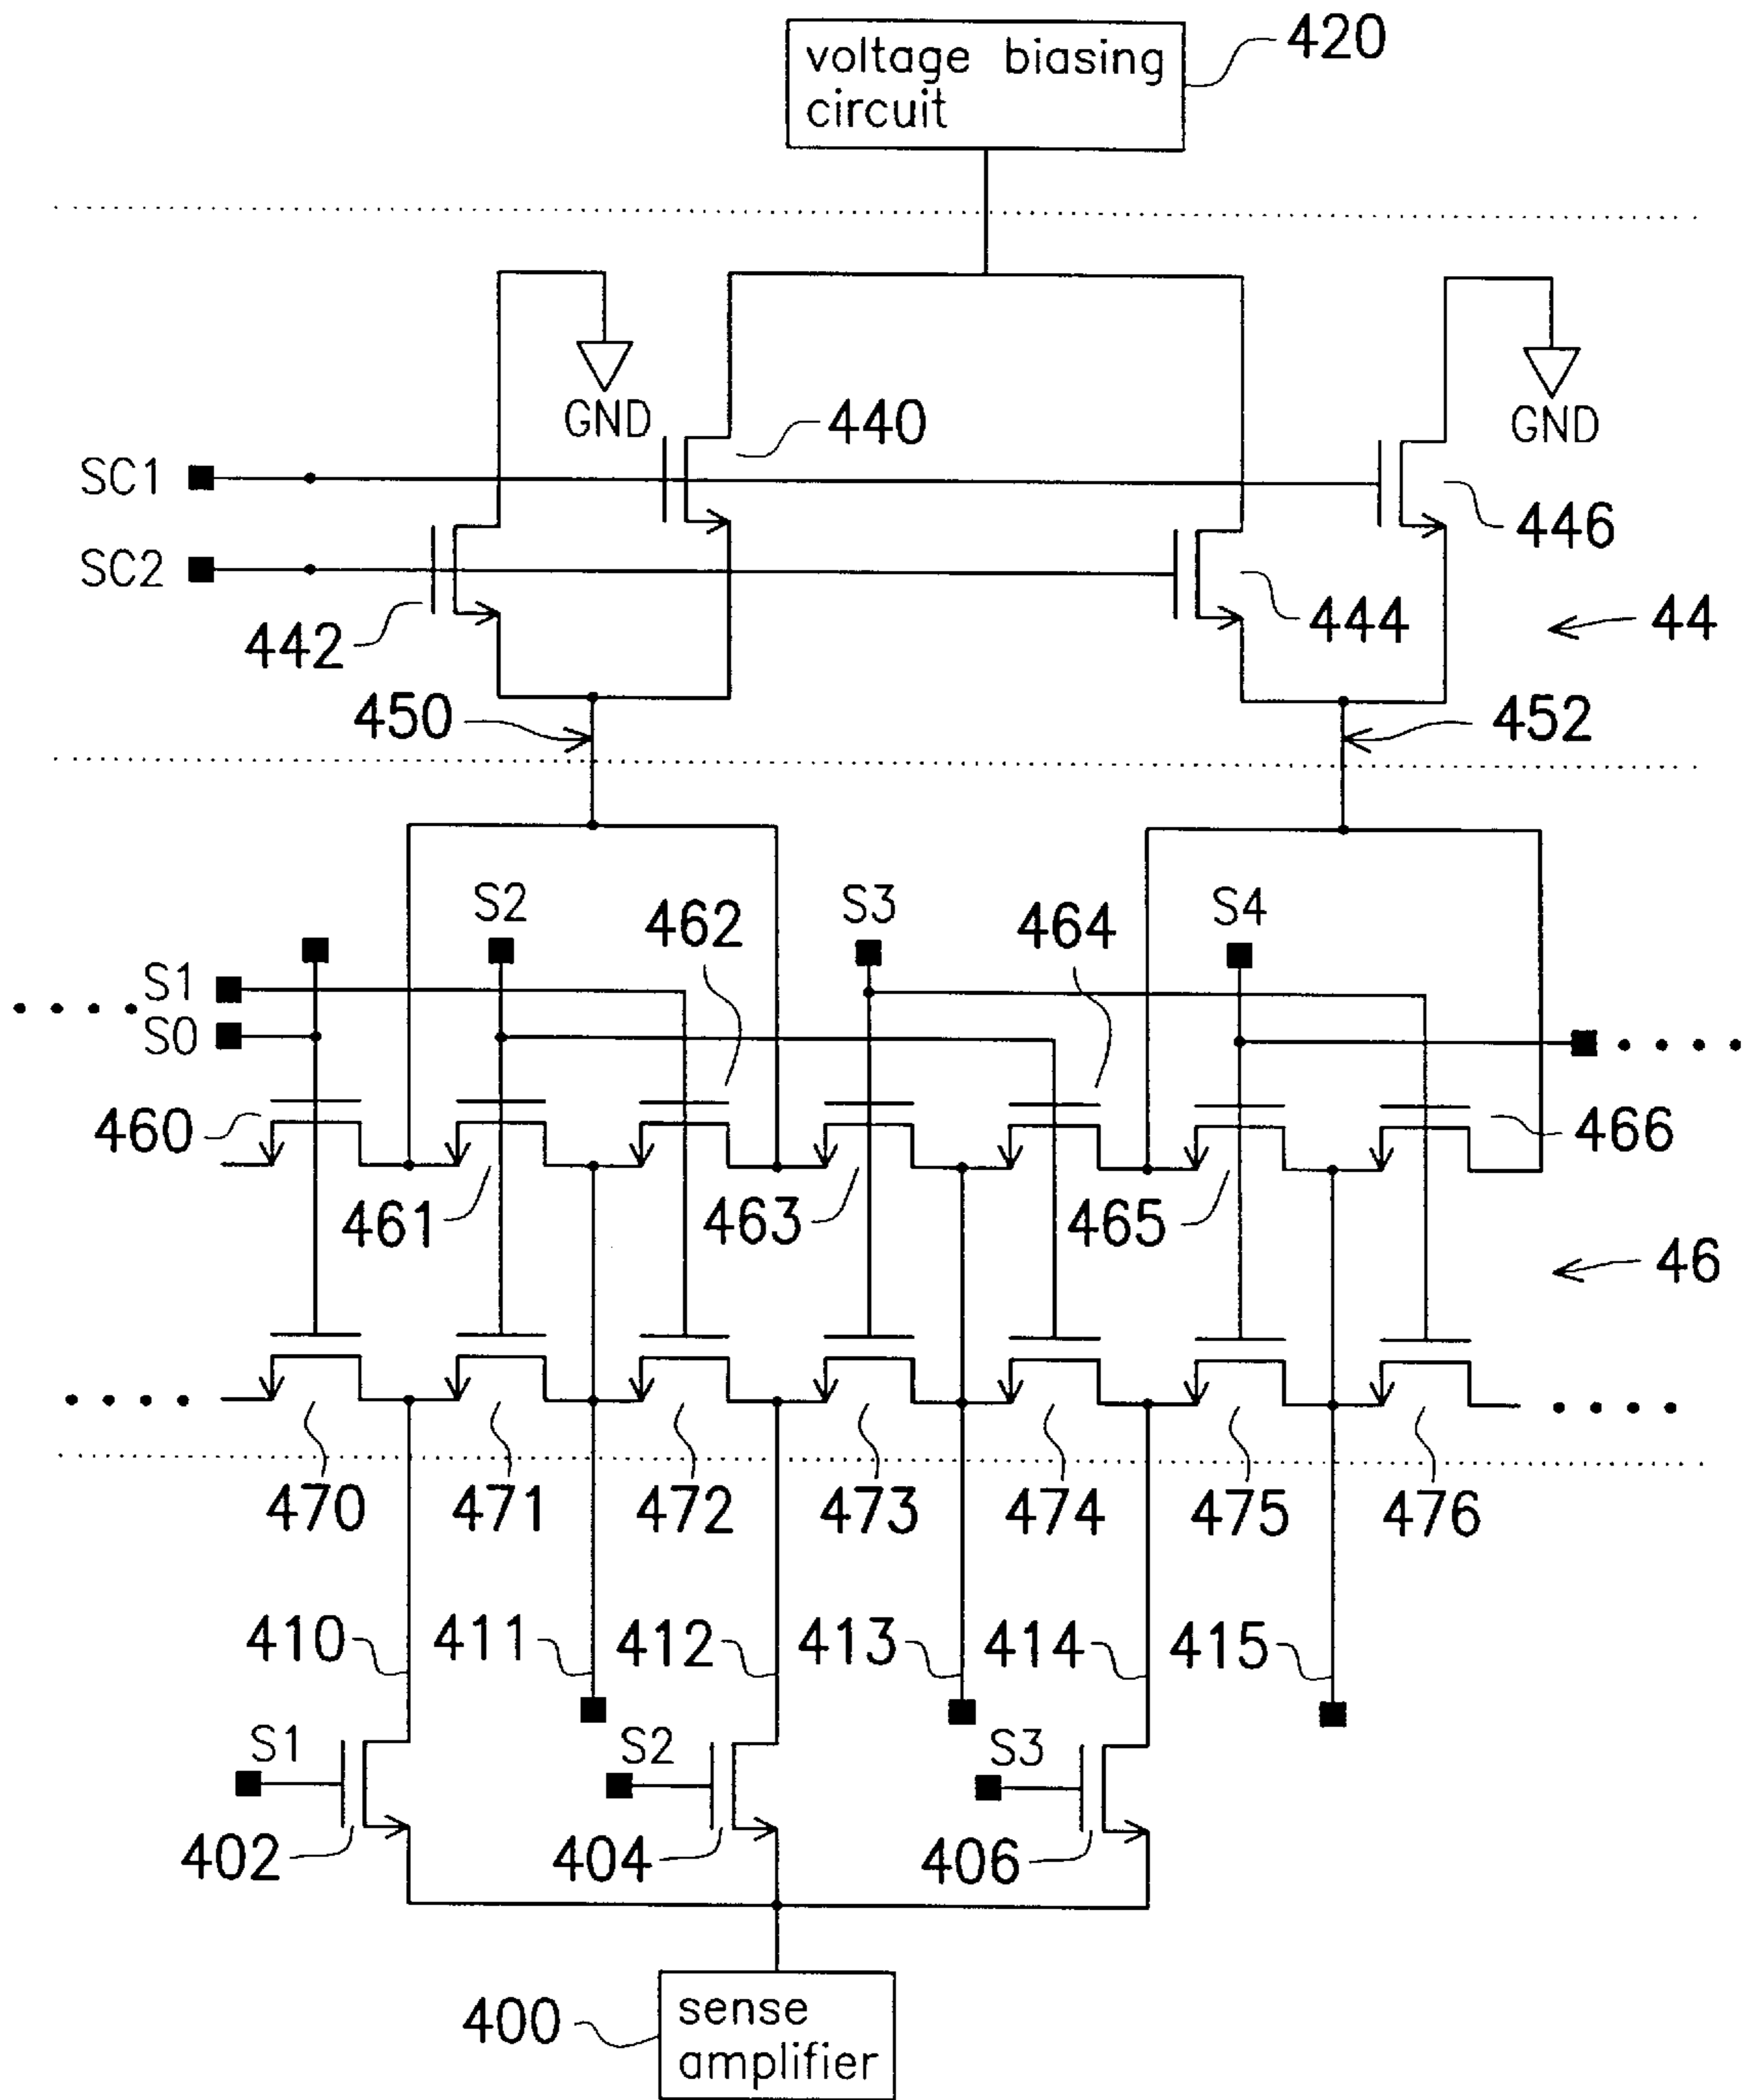 voltage biasing
circuit
420
GND
GND
440
SC1
446
SC2
442
444
44
450
452
S2
462
S3
464
S4
S1
S0
460
461
463
465
466
46
470
471
472
473
474
475
476
410
411
412
413
414
415
S1
S2
S3
402
404
406
400
sense
amplifier